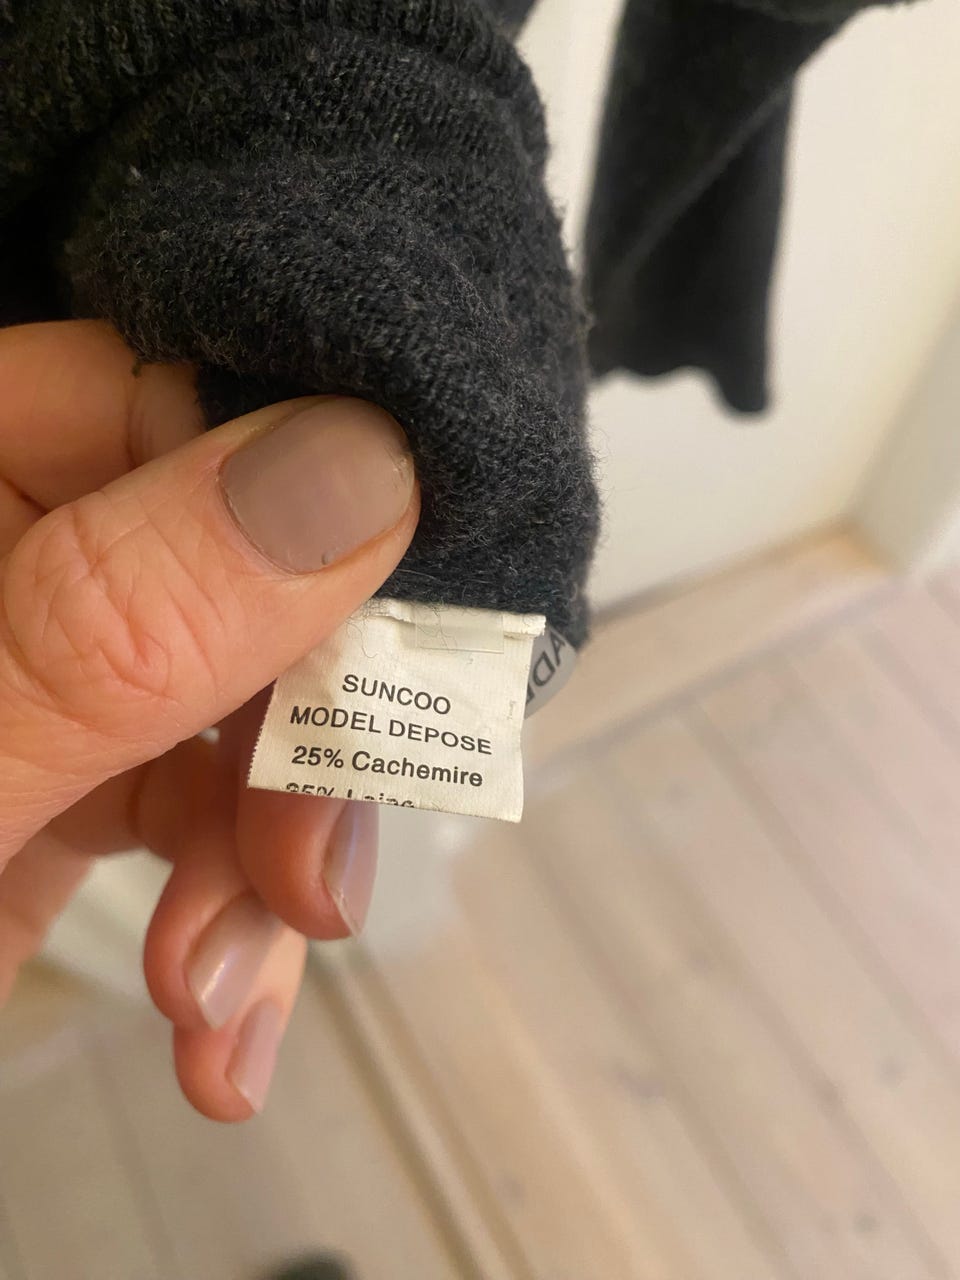 SUNCOO
MODEL DEPOSE
25% Cachemire